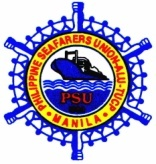 PHILIPPINE SEAFARERS UNION-ALU-TUCP
PSU
MANILA